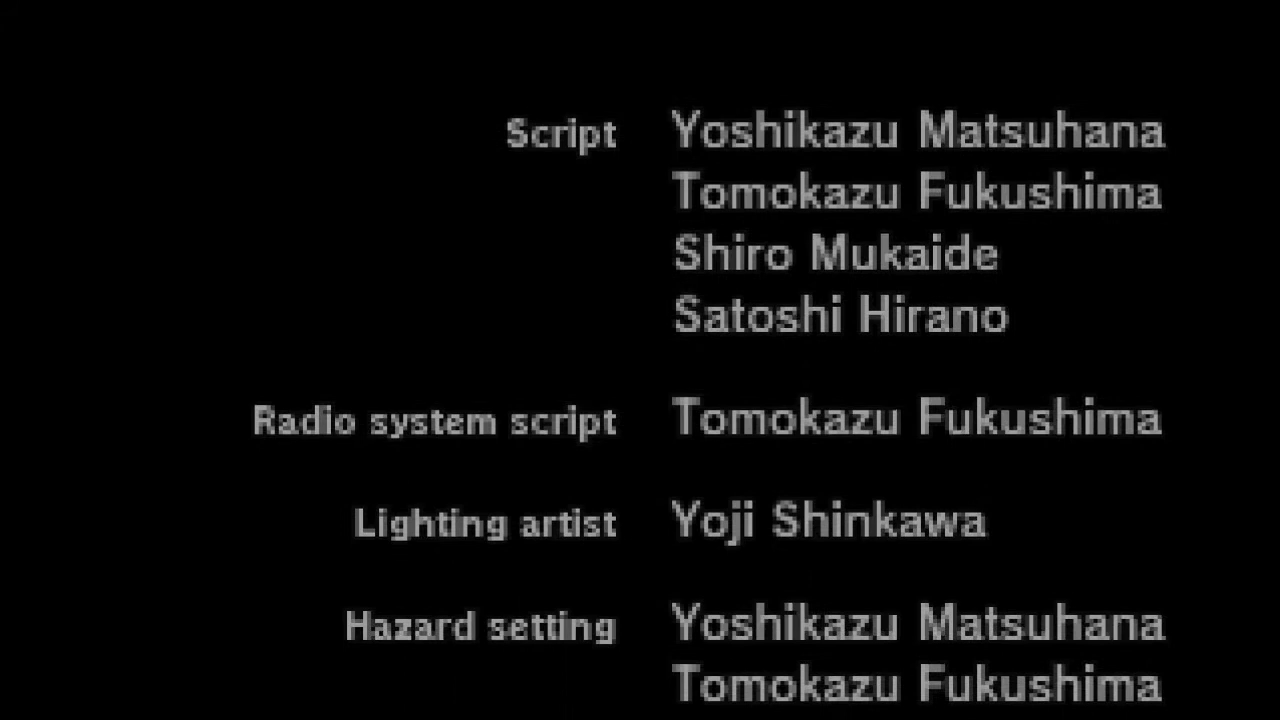 Script Yoshikazu Matsuhana
Tomokazu Fukushima
Shiro Mukaide
Satoshi Hirano
Radio system script Tomokazu Fukushima
Lighting artist Yoji Shinkawa
Hazard setting Yoshikazu Matsuhana
Tomokazu Fukushima